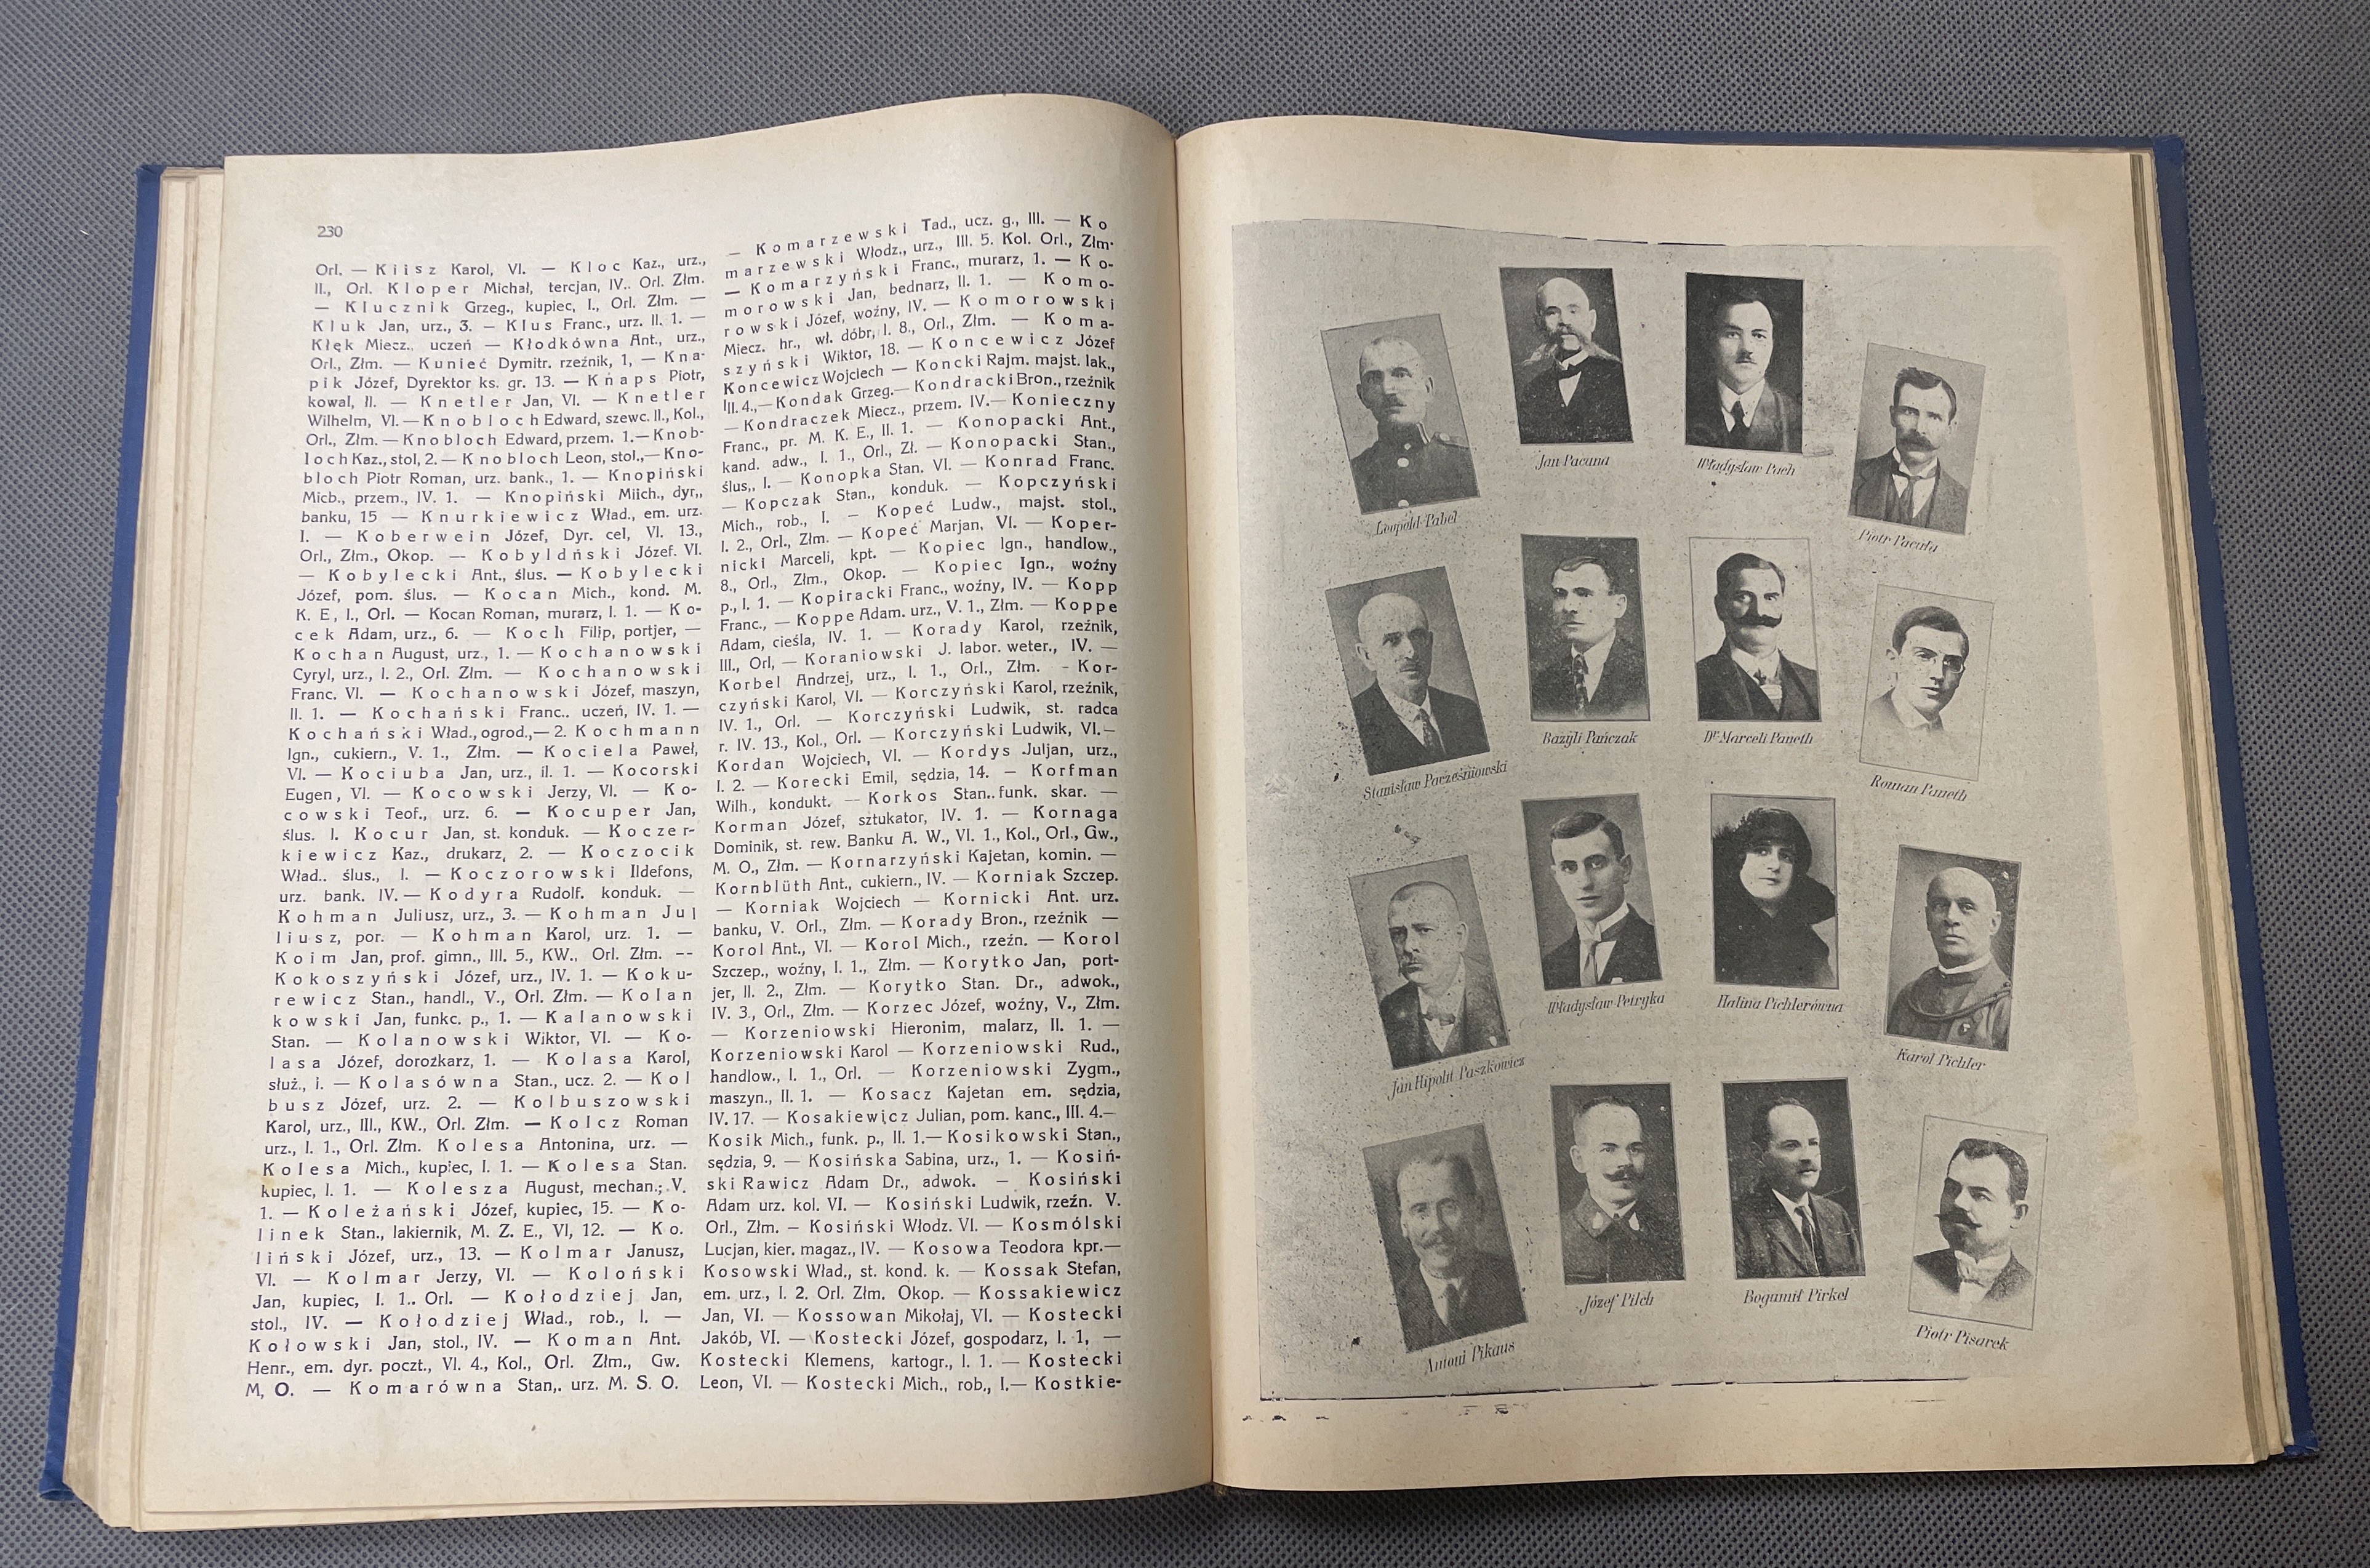 230
Orl. — Kiisz Karol, VI. — Kloc Kaz., urz.,
II., Orl. Kloper Michał, tercjan, IV.. Orl. Złm.
— Klucznik Grzeg., kupiec, I., Orl. Złm. —
Kluk Jan, urz., 3. — Klus Franc., urz. II. 1. —
Kłęk Miecz., uczeń — Kłodkówna Ant., urz.,
Orl., Złm. — Kunieć Dymitr. rzeźnik, 1, — Kna-
pik Józef, Dyrektor ks. gr. 13. — Knaps Piotr,
kowal, II. — Knetler Jan, VI. — Knetler
Wilhelm, VI. — Knobloch Edward, szewc. II., Kol.,
Orl., Złm. — Knobloch Edward, przem. 1. — Knob-
loch Kaz., stol, 2. — Knobloch Leon, stol., — Kno-
bloch Piotr Roman, urz. bank., 1. — Knopiński
Micb., przem., IV. 1. — Knopiński Miich., dyr.,
banku, 15 — Knurkiewicz Wład., em. urz.
I. — Koberwein Józef, Dyr. cel, VI. 13.,
Orl., Złm., Okop. — Kobyldński Józef. VI.
— Kobylecki Ant., ślus. — Kobylecki
Józef, pom. ślus. — Kocan Mich., kond. M.
K. E, I., Orl. — Kocan Roman, murarz, I. 1. — Ko-
cek Adam, urz., 6. — Koch Filip, portjer, —
Kochan August, urz., 1. — Kochanowski
Cyryl, urz., I. 2., Orl. Złm. — Kochanowski
Franc. VI. — Kochanowski Józef, maszyn,
II. 1. — Kochański Franc.. uczeń, IV. 1. —
Kochański Wład., ogrod., — 2. Kochmann
Ign., cukiern., V. 1., Złm. — Kociela Paweł,
VI. — Kociuba Jan, urz., il. 1. — Kocorski
Eugen, VI. — Kocowski Jerzy, VI. — Ko-
cowski Teof., urz. 6. — Kocuper Jan,
ślus. I. Kocur Jan, st. konduk. — Koczer-
kiewicz Kaz., drukarz, 2. — Koczocik
Wład.. ślus., I. — Koczorowski Ildefons,
urz. bank. IV. — Kodyra Rudolf. konduk. —
Kohman Juliusz, urz., 3. — Kohman Jul
liusz, por. — Kohman Karol, urz. 1. —
Koim Jan, prof. gimn., III. 5., KW., Orl. Złm. --
Kokoszyński Józef, urz., IV. 1. — Koku-
rewicz Stan., handl., V., Orl. Złm. — Kolan
kowski Jan, funkc. p., 1. — Kalanowski
Stan. — Kolanowski Wiktor, VI. — Ko-
lasa Józef, dorożkarz, 1. — Kolasa Karol,
służ., i. — Kolasówna Stan., ucz. 2. — Kol
busz Józef, urz. 2. — Kolbuszowski
Karol, urz., III., KW., Orl. Złm. — Kolcz Roman
urz., I. 1., Orl. Złm. Kolesa Antonina, urz. —
Kolesa Mich., kupiec, I. 1. — Kolesa Stan.
kupiec, I. 1. — Kolesza August, mechan.; V.
1. — Koleżański Józef, kupiec, 15. — Ko-
linek Stan., lakiernik, M. Z. E., VI, 12. — Ko.
liński Józef, urz., 13. — Kolmar Janusz,
VI. — Kolmar Jerzy, VI. — Koloński
Jan, kupiec, I. 1.. Orl. — Kołodziej Jan,
stol., IV. — Kołodziej Wład., rob., I. —
Kołowski Jan, stol., IV. — Koman Ant.
Henr., em. dyr. poczt., VI. 4., Kol., Orl. Złm., Gw.
M, O. — Komarówna Stan,. urz. M. S. O.
— Komarzewski Tad., ucz. g., III. — Ko
marzewski Włodz., urz., III. 5. Kol. Orl., Złm.
— Komarzyński Franc., murarz, 1. — Ko-
morowski Jan, bednarz, II. 1. — Komo-
rowski Józef, woźny, IV. — Komorowski
Miecz. hr., wł. dóbr, I. 8., Orl., Złm. — Koma-
szyński Wiktor, 18. — Koncewicz Józef
Koncewicz Wojciech — Koncki Rajm. majst. lak.,
III. 4., — Kondak Grzeg. — Kondracki Bron., rzeźnik
— Kondraczek Miecz., przem. IV. — Konieczny
Franc., pr. M. K. E., II. 1. — Konopacki Ant.,
kand. adw., I. 1., Orl., Zł. — Konopacki Stan.,
ślus,, I. — Konopka Stan. VI. — Konrad Franc.
— Kopczak Stan., konduk. — Kopczyński
Mich., rob., I. — Kopeć Ludw., majst. stol.,
I. 2., Orl., Złm. — Kopeć Marjan, VI. — Koper-
nicki Marceli, kpt. — Kopiec Ign., handlow.,
8., Orl., Złm., Okop. — Kopiec Ign., woźny
p., I. 1. — Kopiracki Franc., woźny, IV. — Kopp
Franc., — Koppe Adam. urz., V. 1., Złm. — Koppe
Adam, cieśla, IV. 1. — Korady Karol, rzeźnik,
III., Orl, — Koraniowski J. labor. weter., IV. —
Korbel Andrzej, urz., I. 1., Orl., Złm. - Kor-
czyński Karol, VI. — Korczyński Karol, rzeźnik,
IV. 1., Orl. — Korczyński Ludwik, st. radca
r. IV. 13., Kol., Orl. — Korczyński Ludwik, VI. —
Kordan Wojciech, VI. — Kordys Juljan, urz.,
I. 2. — Korecki Emil, sędzia, 14. — Korfman
Wilh., kondukt. — Korkos Stan.. funk. skar. —
Korman Józef, sztukator, IV. 1. — Kornaga
Dominik, st. rew. Banku A. W., VI. 1., Kol., Orl., Gw.,
M. O., Złm. — Kornarzyński Kajetan, komin. —
Kornblüth Ant., cukiern., IV. — Korniak Szczep.
— Korniak Wojciech — Kornicki Ant. urz.
banku, V. Orl., Złm. — Korady Bron., rzeźnik —
Korol Ant., VI. — Korol Mich., rzeźn. — Korol
Szczep., woźny, I. 1., Złm. — Korytko Jan, port-
jer, II. 2., Złm. — Korytko Stan. Dr., adwok.,
IV. 3., Orl., Złm. — Korzec Józef, woźny, V., Złm.
— Korzeniowski Hieronim, malarz, II. 1. —
Korzeniowski Karol — Korzeniowski Rud.,
handlow., I. 1., Orl. — Korzeniowski Zygm.,
maszyn., II. 1. — Kosacz Kajetan em. sędzia,
IV. 17. — Kosakiewicz Julian, pom. kanc., III. 4. —
Kosik Mich., funk. p., II. 1. — Kosikowski Stan.,
sędzia, 9. — Kosińska Sabina, urz., 1. — Kosiń-
ski Rawicz Adam Dr., adwok. — Kosiński
Adam urz. kol. VI. — Kosiński Ludwik, rzeźn. V.
Orl., Złm. — Kosiński Włodz. VI. — Kosmólski
Lucjan, kier. magaz., IV. — Kosowa Teodora kpr. —
Kosowski Wład., st. kond. k. — Kossak Stefan,
em. urz., I. 2. Orl. Złm. Okop. — Kossakiewicz
Jan, VI. — Kossowan Mikołaj, VI. — Kostecki
Jakób, VI. — Kostecki Józef, gospodarz, I. 1, —
Kostecki Klemens, kartogr., I. 1. — Kostecki
Leon, VI. — Kostecki Mich., rob., I. — Kostkie-
Leopold Pabel
Jan Pacana
Władysław Pach
Piotr Pacuła
Stanisław Pacześniowski
Bazyli Pańczak
Dr Marceli Paneth
Roman Paneth
Jan Hipolit Paszkowicz
Władysław Petryka
Halina Pichlerówna
Karol Pichler
Antoni Pikaus
Józef Pilch
Bogumił Pirkel
Piotr Pisarek